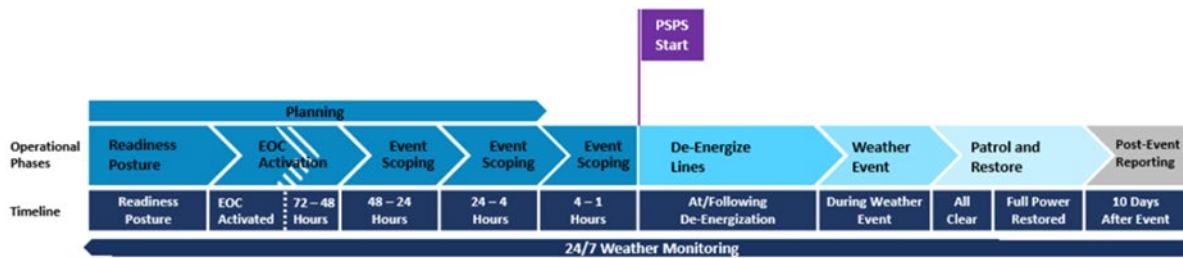 PSPS
Start
Planning
Operational
Phases
Readiness
Posture
EOC
Activation
Event
Scoping
Event
Scoping
Event
Scoping
De-Energize
Lines
Weather
Event
Patrol and
Restore
Post-Event
Reporting
Timeline
Readiness
Posture
EOC
Activated
72 – 48
Hours
48 – 24
Hours
24 – 4
Hours
4 – 1
Hours
At/Following
De-Energization
During Weather
Event
All
Clear
Full Power
Restored
10 Days
After Event
24/7 Weather Monitoring